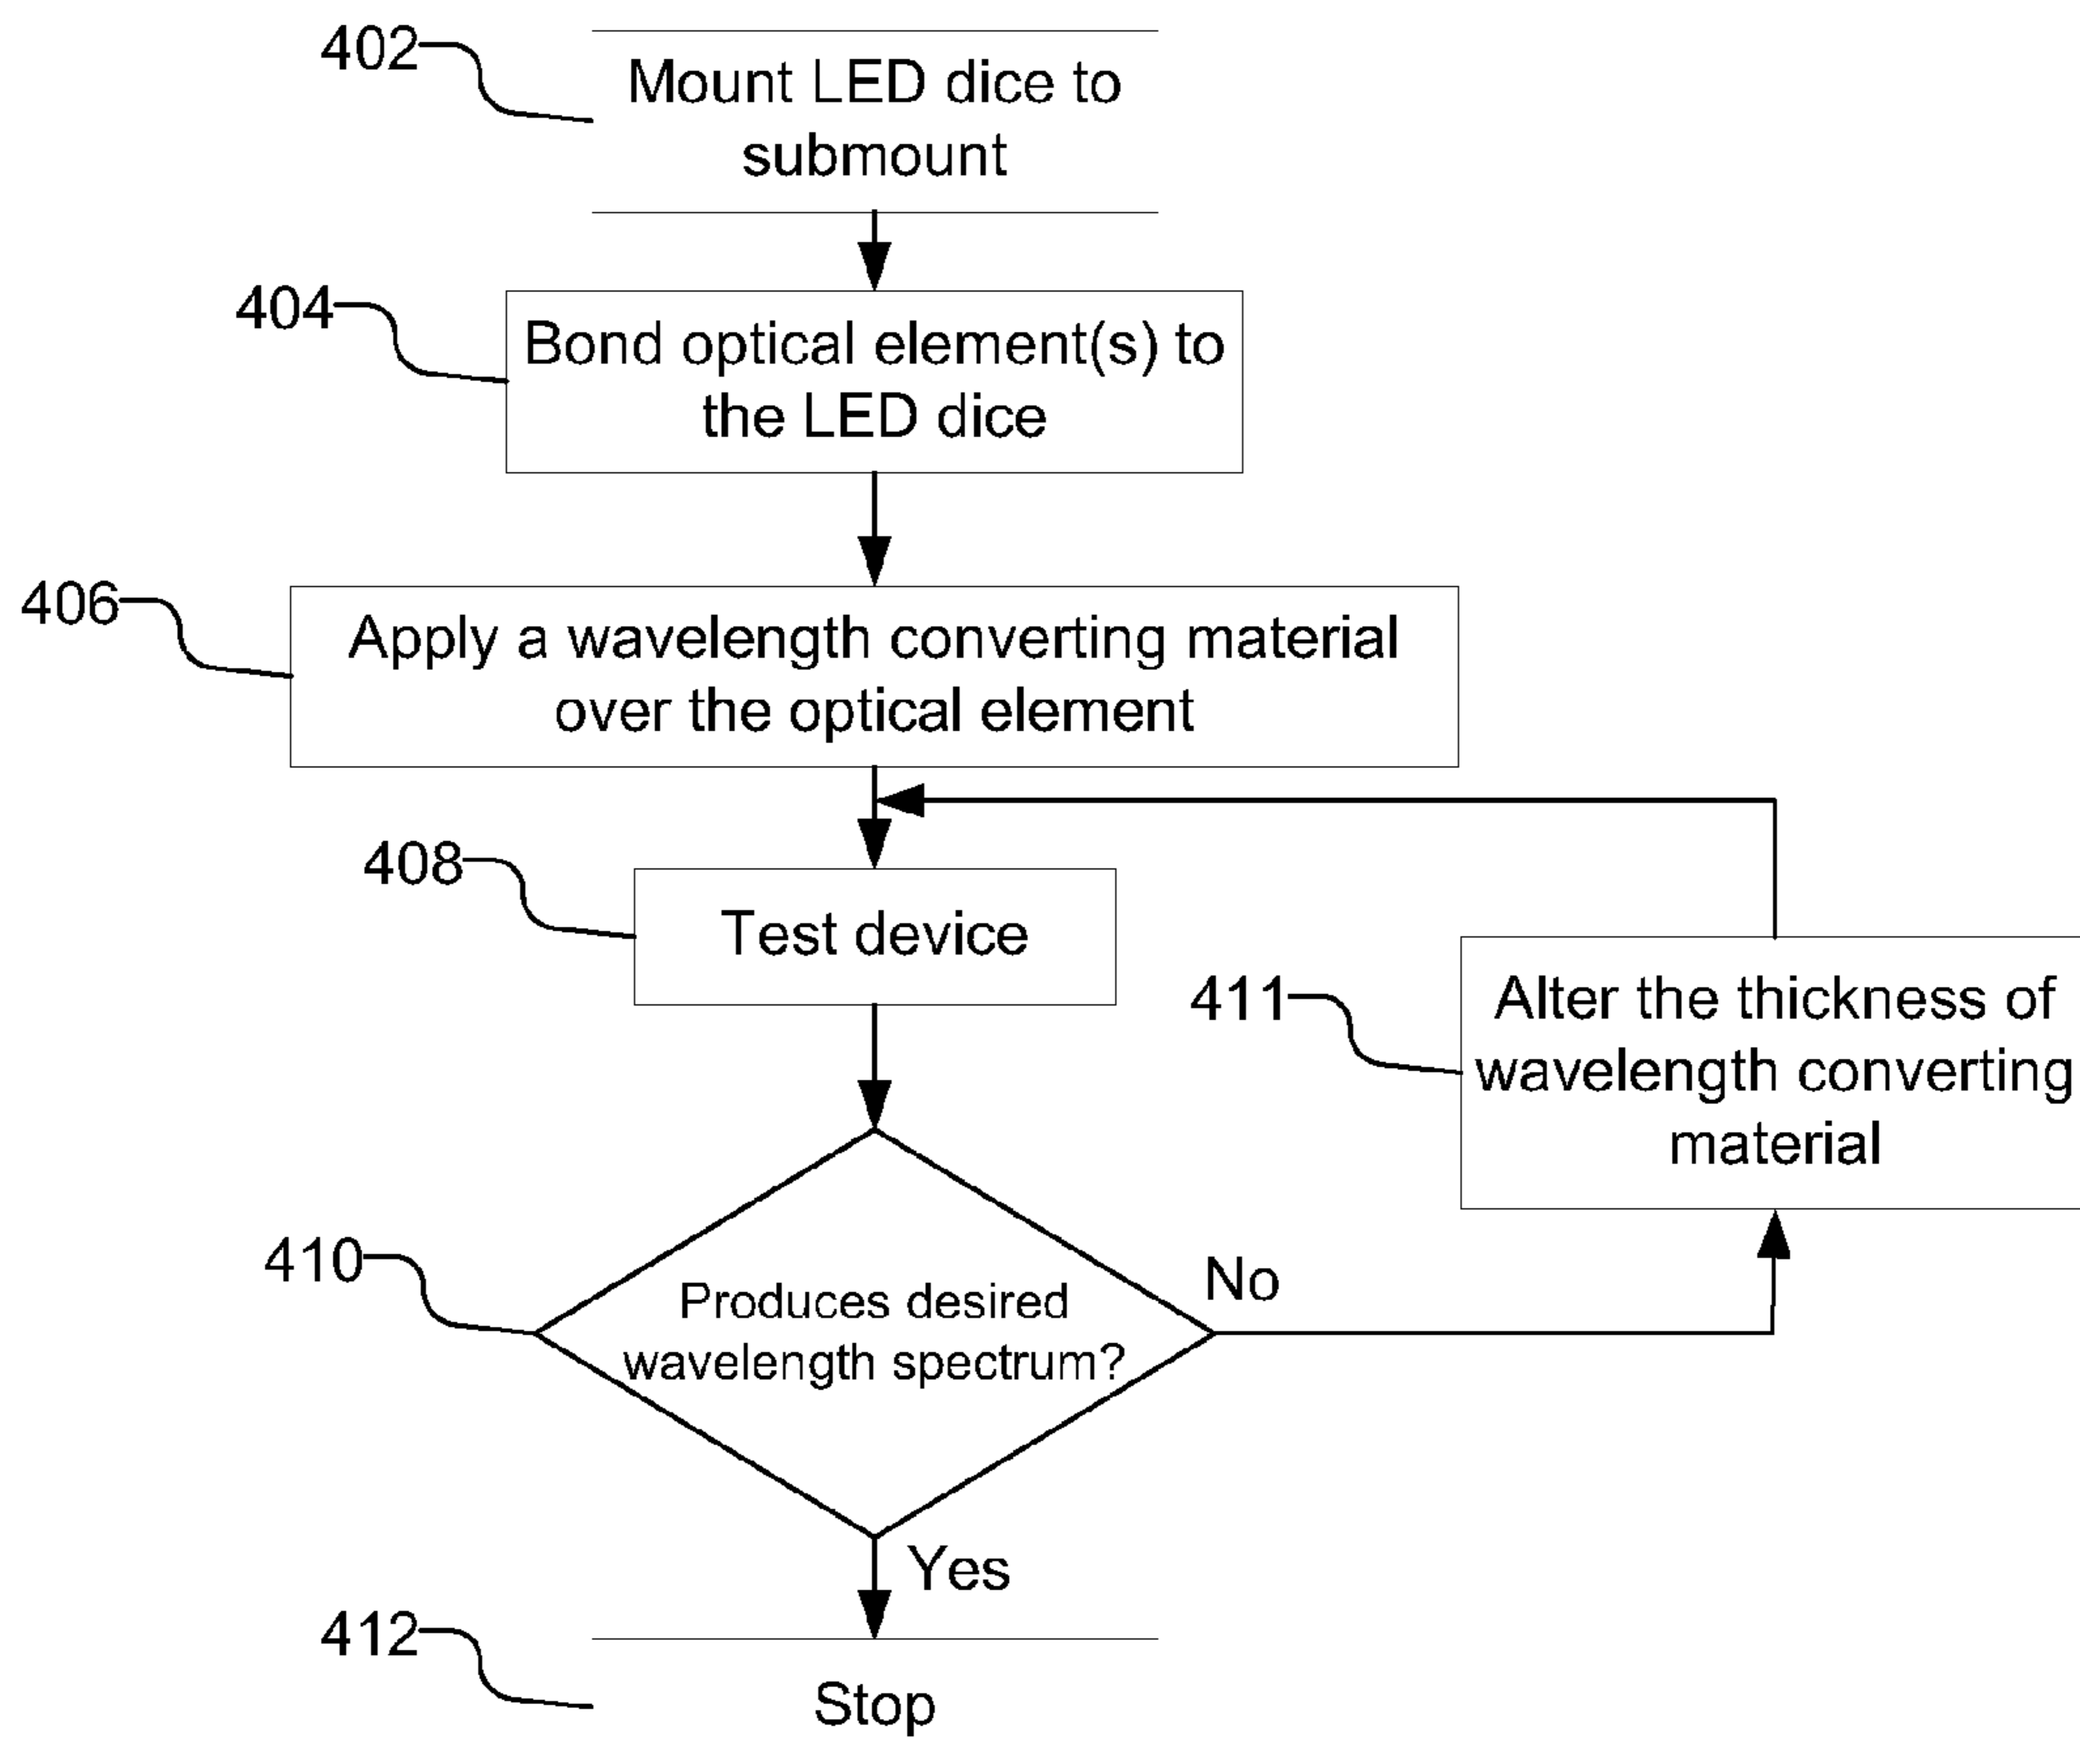 402
Mount LED dice to
submount
404
Bond optical element(s) to
the LED dice
406
Apply a wavelength converting material
over the optical element
408
Test device
411
Alter the thickness of
wavelength converting
material
410
Produces desired
wavelength spectrum?
No
Yes
412
Stop